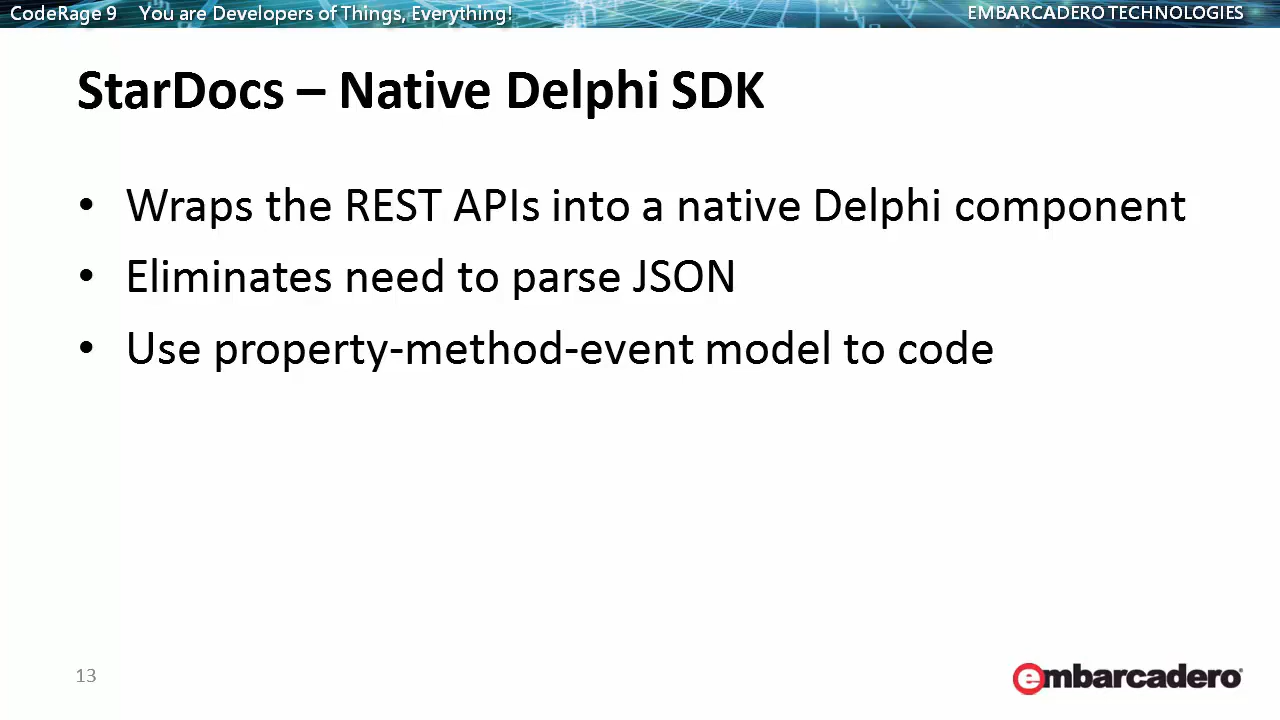 CodeRage 9 You are Developers of Things, Everything!
EMBARCADERO TECHNOLOGIES
StarDocs – Native Delphi SDK
• Wraps the REST APIs into a native Delphi component
• Eliminates need to parse JSON
• Use property-method-event model to code
13
embarcadero